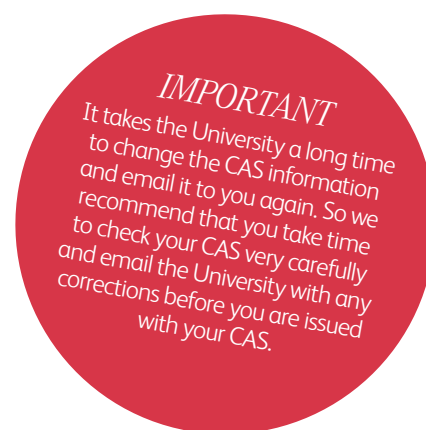 IMPORTANT
It takes the University a long time
to change the CAS information
and email it to you again. So we
recommend that you take time
to check your CAS very carefully
and email the University with any
corrections before you are issued
with your CAS.